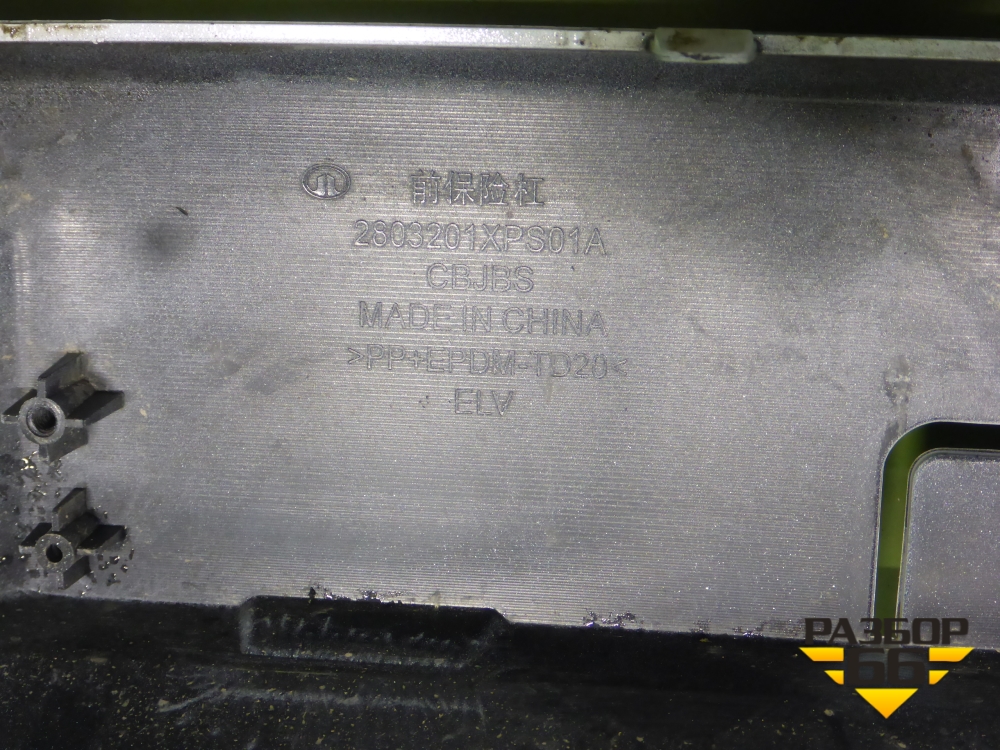 前保险杠
2803201XPS01A
CBJBS
MADE IN CHINA
>PP+EPDM-TD20<
ELV
РАЗБОР
66